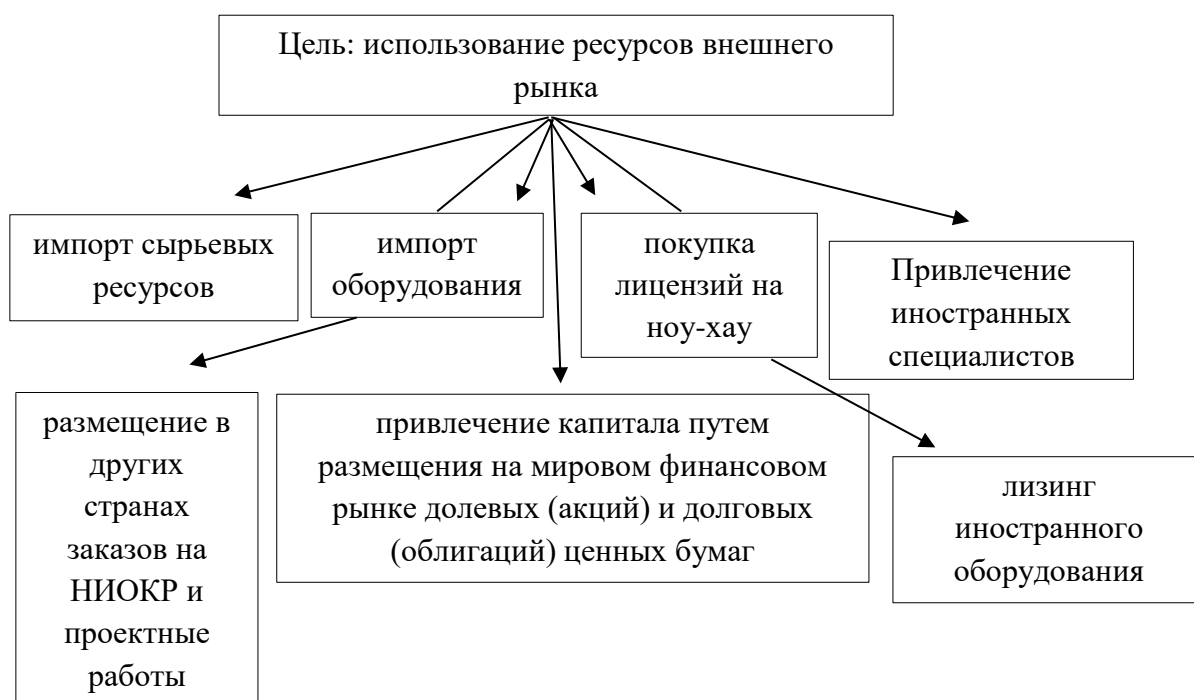 Цель: использование ресурсов внешнего
рынка
импорт сырьевых
ресурсов
импорт
оборудования
покупка
лицензий на
ноу-хау
Привлечение
иностранных
специалистов
размещение в
других
странах
заказов на
НИОКР и
проектные
работы
привлечение капитала путем
размещения на мировом финансовом
рынке долевых (акций) и долговых
(облигаций) ценных бумаг
лизинг
иностранного
оборудования